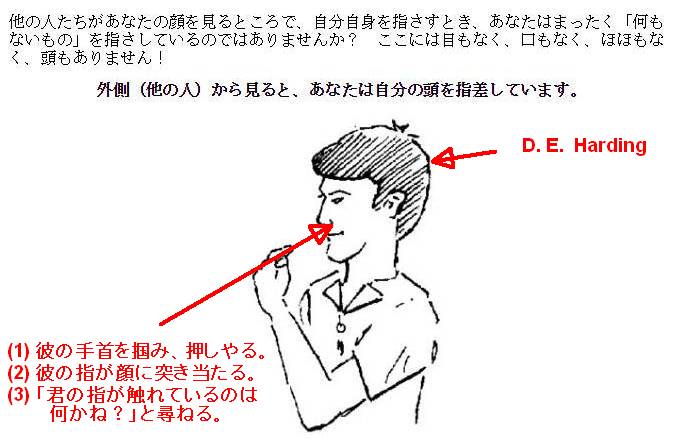 他の人たちがあなたの顔を見るところで、自分自身を指さすとき、あなたはまったく「何も
ないもの」を指さしているのではありませんか？　ここには目もなく、口もなく、ほほもな
く、頭もありません！
外側（他の人）から見ると、あなたは自分の頭を指差しています。
D. E. Harding
(1) 彼の手首を掴み、押しやる。
(2) 彼の指が顔に突き当たる。
(3) 「君の指が触れているのは
何かね？」と尋ねる。